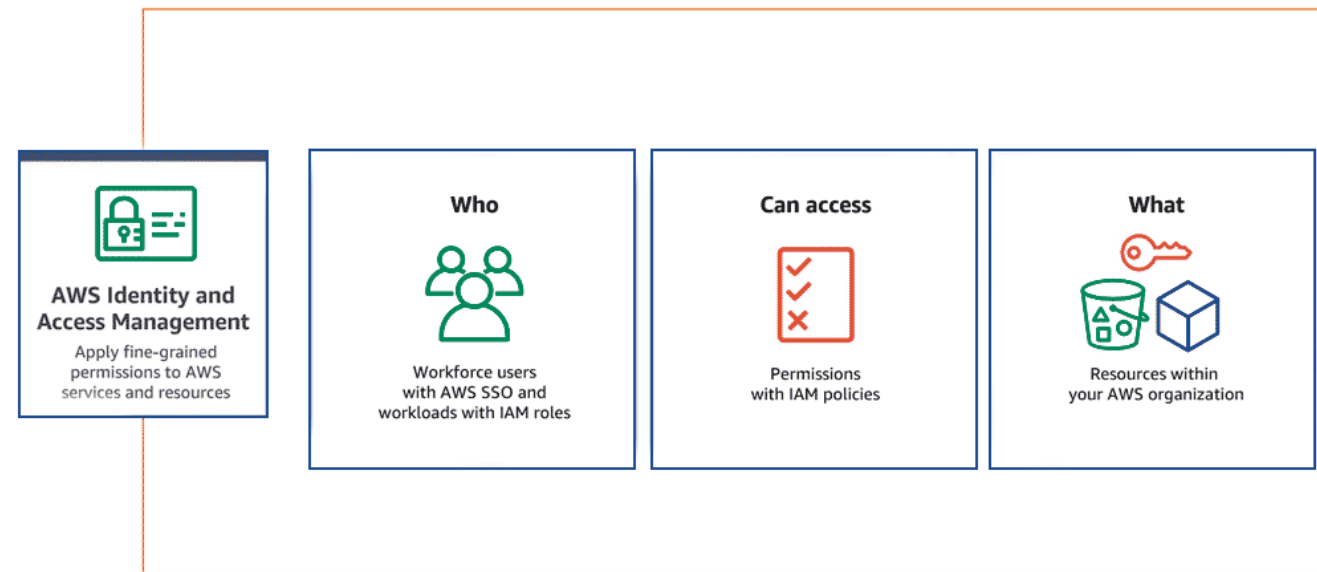 AWS Identity and
Access Management
Apply fine-grained
permissions to AWS
services and resources
Who
Workforce users
with AWS SSO and
workloads with IAM roles
Can access
Permissions
with IAM policies
What
Resources within
your AWS organization